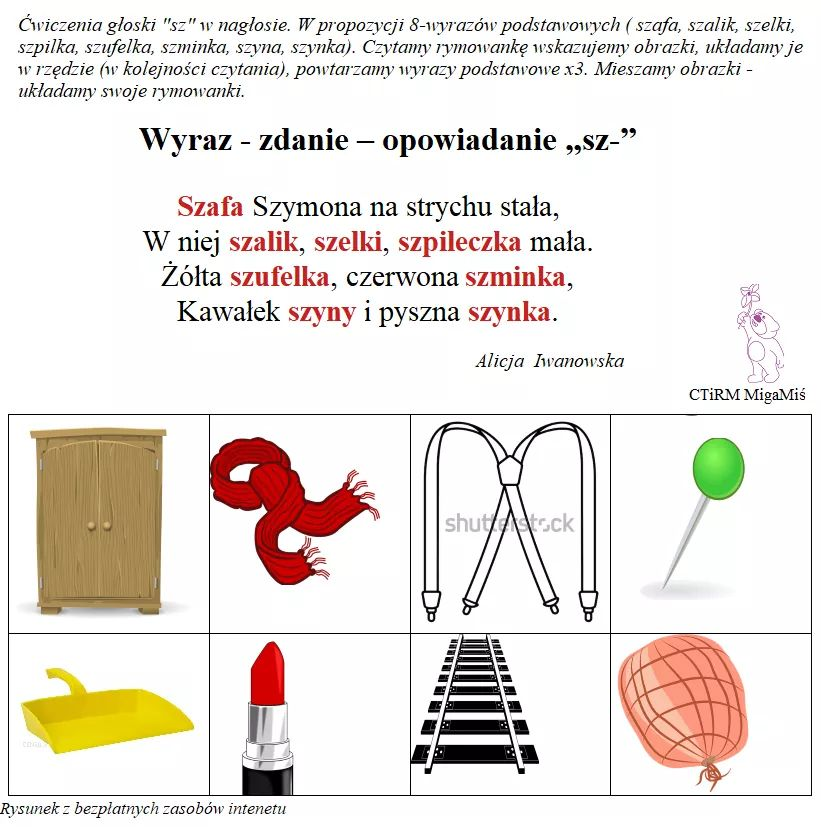 Ćwiczenia głoski "sz" w nagłosie. W propozycji 8-wyrazów podstawowych ( szafa, szalik, szelki,
szpilka, szufelka, szminka, szyna, szynka). Czytamy rymowankę wskazujemy obrazki, układamy je
w rzędzie (w kolejności czytania), powtarzamy wyrazy podstawowe x3. Mieszamy obrazki -
układamy swoje rymowanki.
Wyraz - zdanie – opowiadanie „sz-”
Szafa Szymona na strychu stała,
W niej szalik, szelki, szpileczka mała.
Żółta szufelka, czerwona szminka,
Kawałek szyny i pyszna szynka.
Alicja Iwanowska
CTiRM MigaMiś
shutterstock
Rysunek z bezpłatnych zasobów intenetu